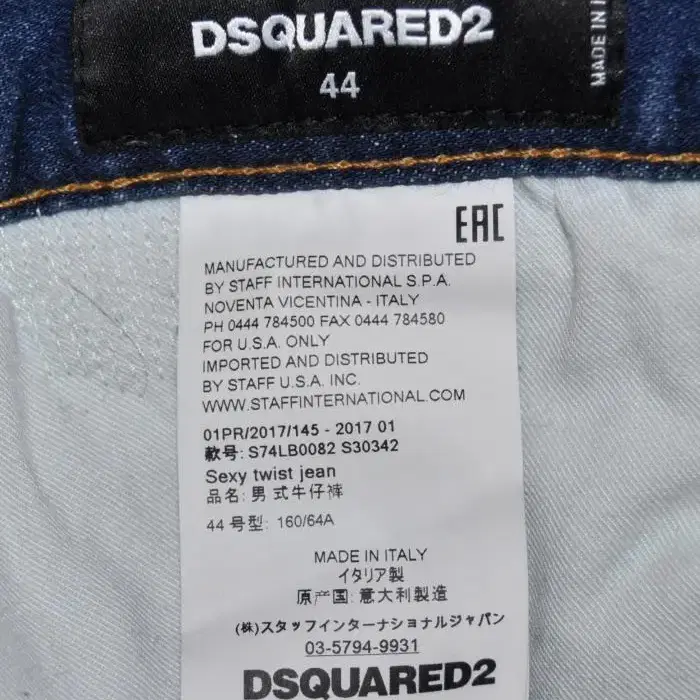 DSQUARED2
44
MADE IN
EAC
MANUFACTURED AND DISTRIBUTED
BY STAFF INTERNATIONAL S.P.A.
NOVENTA VICENTINA - ITALY
PH 0444 784500 FAX 0444 784580
FOR U.S.A. ONLY
IMPORTED AND DISTRIBUTED
BY STAFF U.S.A. INC.
WWW.STAFFINTERNATIONAL.COM
01PR/2017/145 - 2017 01
款号: S74LB0082 S30342
Sexy twist jean
品名: 男式牛仔裤
44 号型: 160/64A
MADE IN ITALY
イタリア製
原产国: 意大利製造
(株)スタッフインターナショナルジャパン
03-5794-9931
DSQUARED2